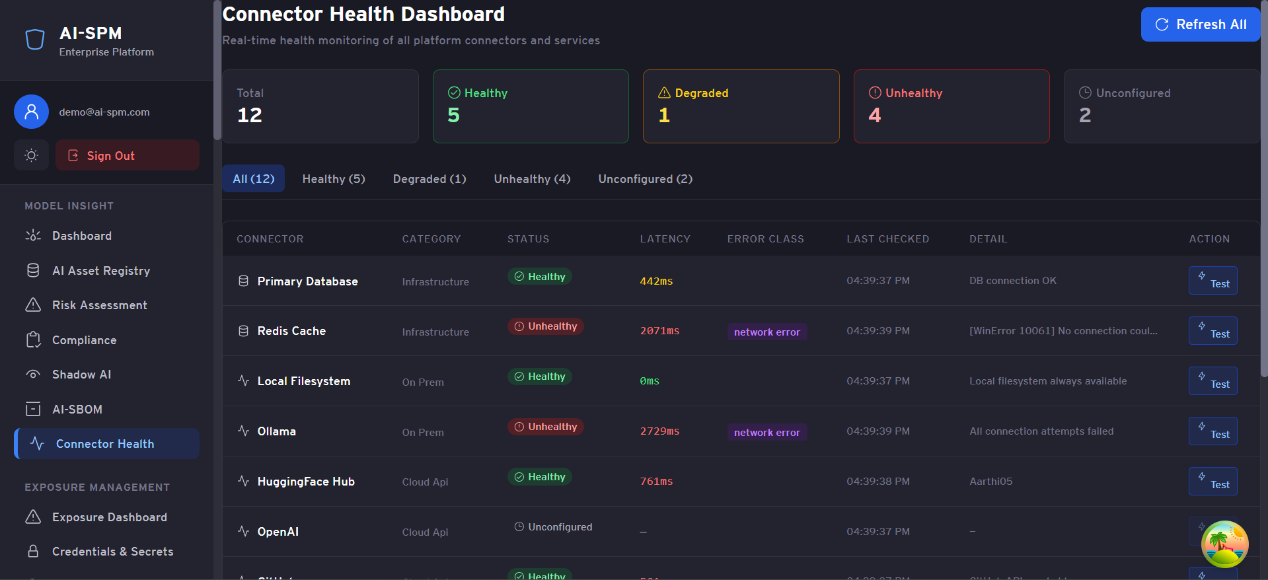 AI-SPM
Enterprise Platform
demo@ai-spm.com
Sign Out
MODEL INSIGHT
Dashboard
AI Asset Registry
Risk Assessment
Compliance
Shadow AI
AI-SBOM
Connector Health
EXPOSURE MANAGEMENT
Exposure Dashboard
Credentials & Secrets
Connector Health Dashboard
Real-time health monitoring of all platform connectors and services
Refresh All
Total
12
Healthy
5
Degraded
1
Unhealthy
4
Unconfigured
2
All (12) Healthy (5) Degraded (1) Unhealthy (4) Unconfigured (2)
CONNECTOR CATEGORY STATUS LATENCY ERROR CLASS LAST CHECKED DETAIL ACTION
Primary Database Infrastructure Healthy 442ms 04:39:37 PM DB connection OK Test
Redis Cache Infrastructure Unhealthy 2071ms network error 04:39:39 PM [WinError 10061] No connection coul... Test
Local Filesystem On Prem Healthy 0ms 04:39:37 PM Local filesystem always available Test
Ollama On Prem Unhealthy 2729ms network error 04:39:39 PM All connection attempts failed Test
HuggingFace Hub Cloud Api Healthy 761ms 04:39:38 PM Aarthi05 Test
OpenAI Cloud Api Unconfigured — 04:39:37 PM —
Healthy